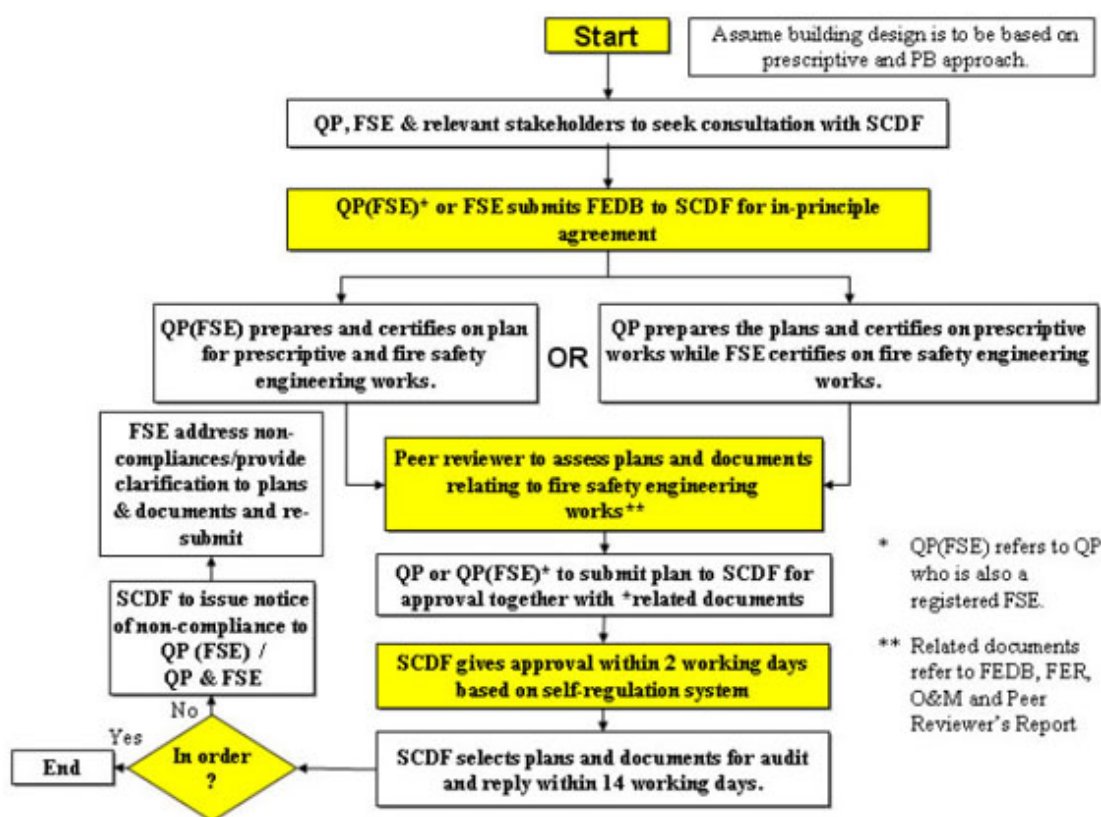 Start
Assume building design is to be based on
prescriptive and PB approach.
QP, FSE & relevant stakeholders to seek consultation with SCDF
QP(FSE)* or FSE submits FEDB to SCDF for in-principle
agreement
QP(FSE) prepares and certifies on plan
for prescriptive and fire safety
engineering works.
OR
QP prepares the plans and certifies on prescriptive
works while FSE certifies on fire safety engineering
works.
FSE address non-
compliances/provide
clarification to plans
& documents and re-
submit
Peer reviewer to assess plans and documents
relating to fire safety engineering
works**
QP or QP(FSE)* to submit plan to SCDF for
approval together with *related documents
SCDF to issue notice
of non-compliance to
QP (FSE) /
QP & FSE
SCDF gives approval within 2 working days
based on self-regulation system
SCDF selects plans and documents for audit
and reply within 14 working days.
No
Yes
In order
?
End
* QP(FSE) refers to QP
who is also a
registered FSE.
** Related documents
refer to FEDB, FER,
O&M and Peer
Reviewer's Report